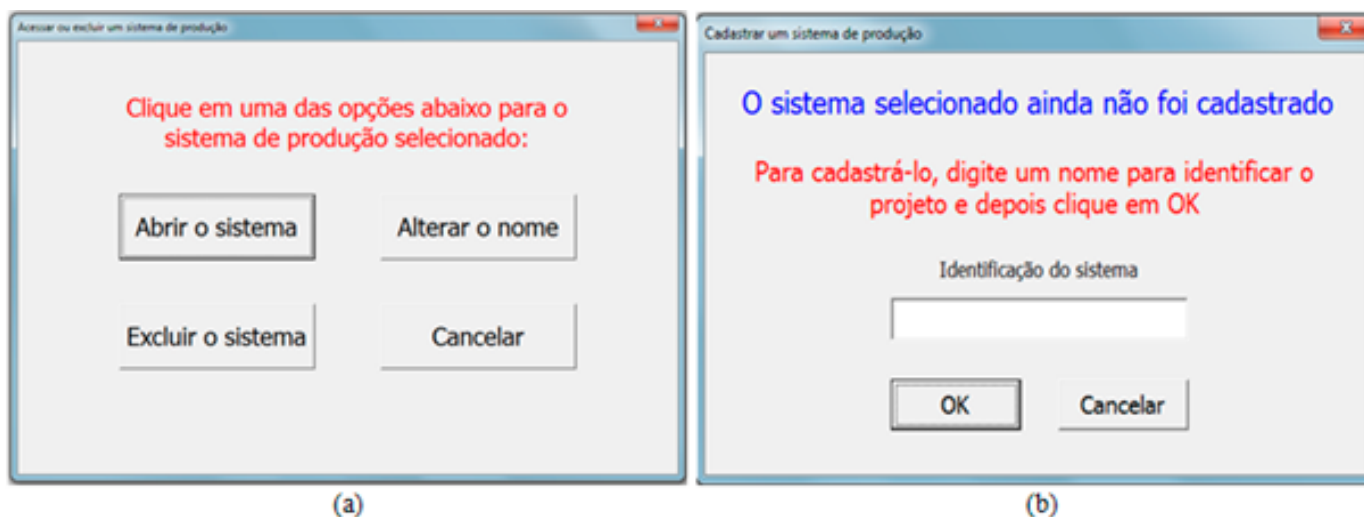 Acessar ou excluir um sistema de produção
Clique em uma das opções abaixo para o
sistema de produção selecionado:
Abrir o sistema
Alterar o nome
Excluir o sistema
Cancelar
(a)
Cadastrar um sistema de produção
O sistema selecionado ainda não foi cadastrado
Para cadastrá-lo, digite um nome para identificar o
projeto e depois clique em OK
Identificação do sistema
OK
Cancelar
(b)